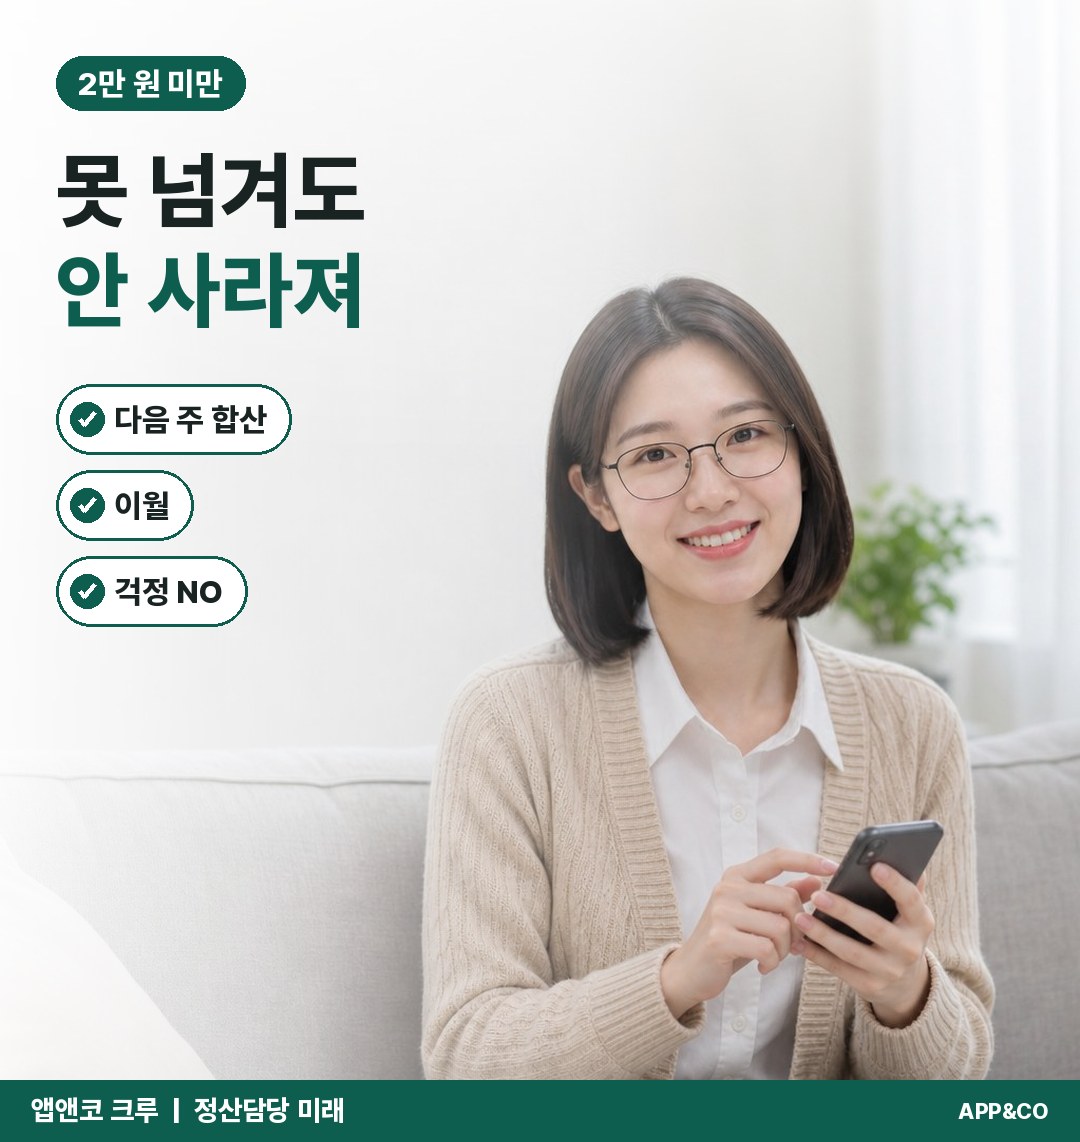 2만 원 미만
못 넘겨도
안 사라져
다음 주 합산
이월
걱정 NO
앱앤코 크루 | 정산담당 미래
APP&CO